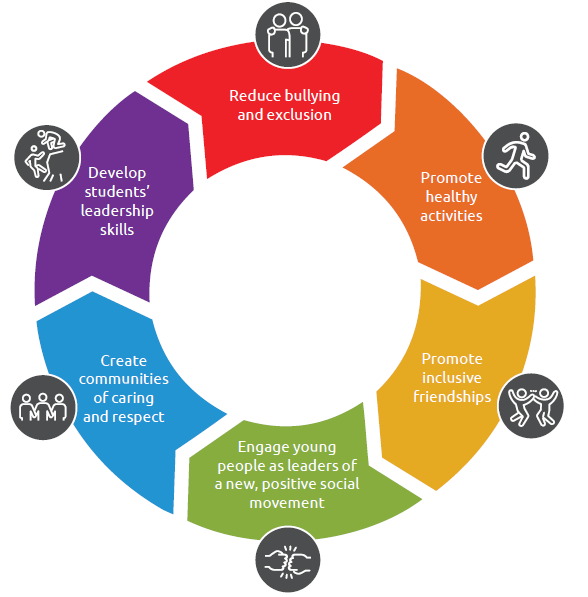 Reduce bullying
and exclusion
Promote
healthy
activities
Promote
inclusive
friendships
Engage young
people as leaders of
a new, positive social
movement
Create
communities
of caring
and respect
Develop
students’
leadership
skills